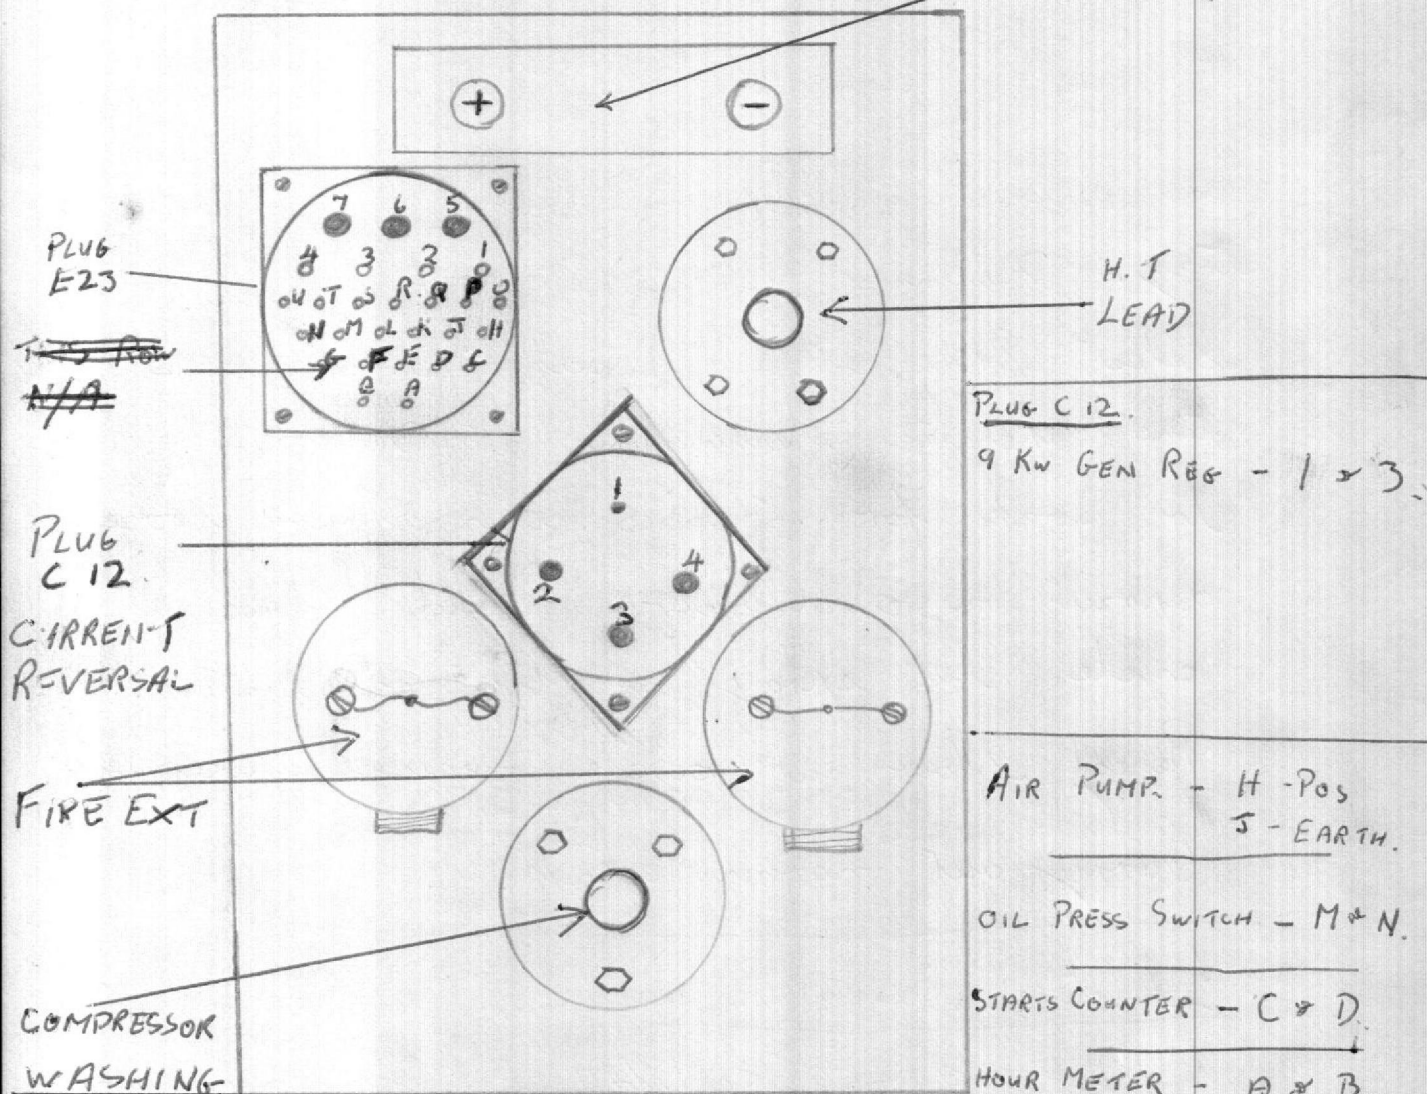 + -
PLUG
E23
7 6 5
4 3 2 1
U T S R Q P O
N M L K J H
G F E D C
B A
THIS ROW
N/A
H.T
LEAD
PLUG C 12.
9 KW GEN REG - 1 & 3.
PLUG
C 12.
CURRENT
REVERSAL
1
2 4
3
FIRE EXT
AIR PUMP. - H - POS
J - EARTH.
OIL PRESS SWITCH - M & N.
STARTS COUNTER - C & D.
HOUR METER - A & B
COMPRESSOR
WASHING